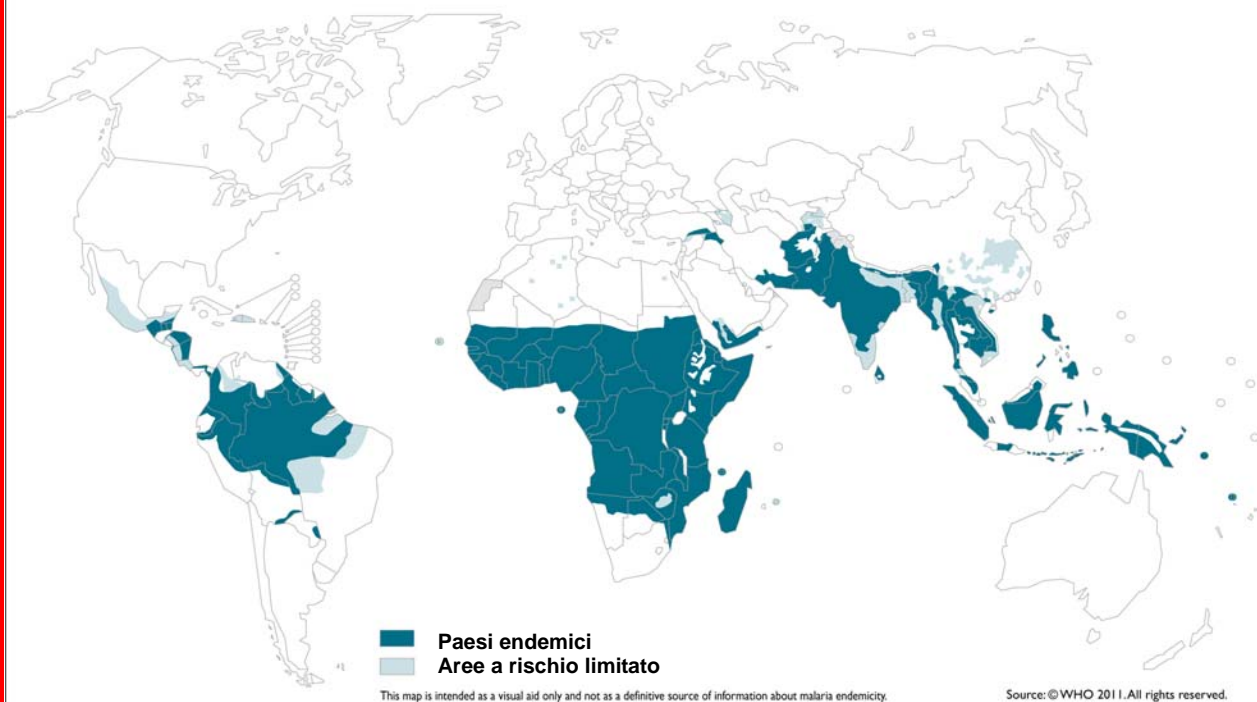 Paesi endemici
Aree a rischio limitato
This map is intended as a visual aid only and not as a definitive source of information about malaria endemicity.
Source: © WHO 2011. All rights reserved.